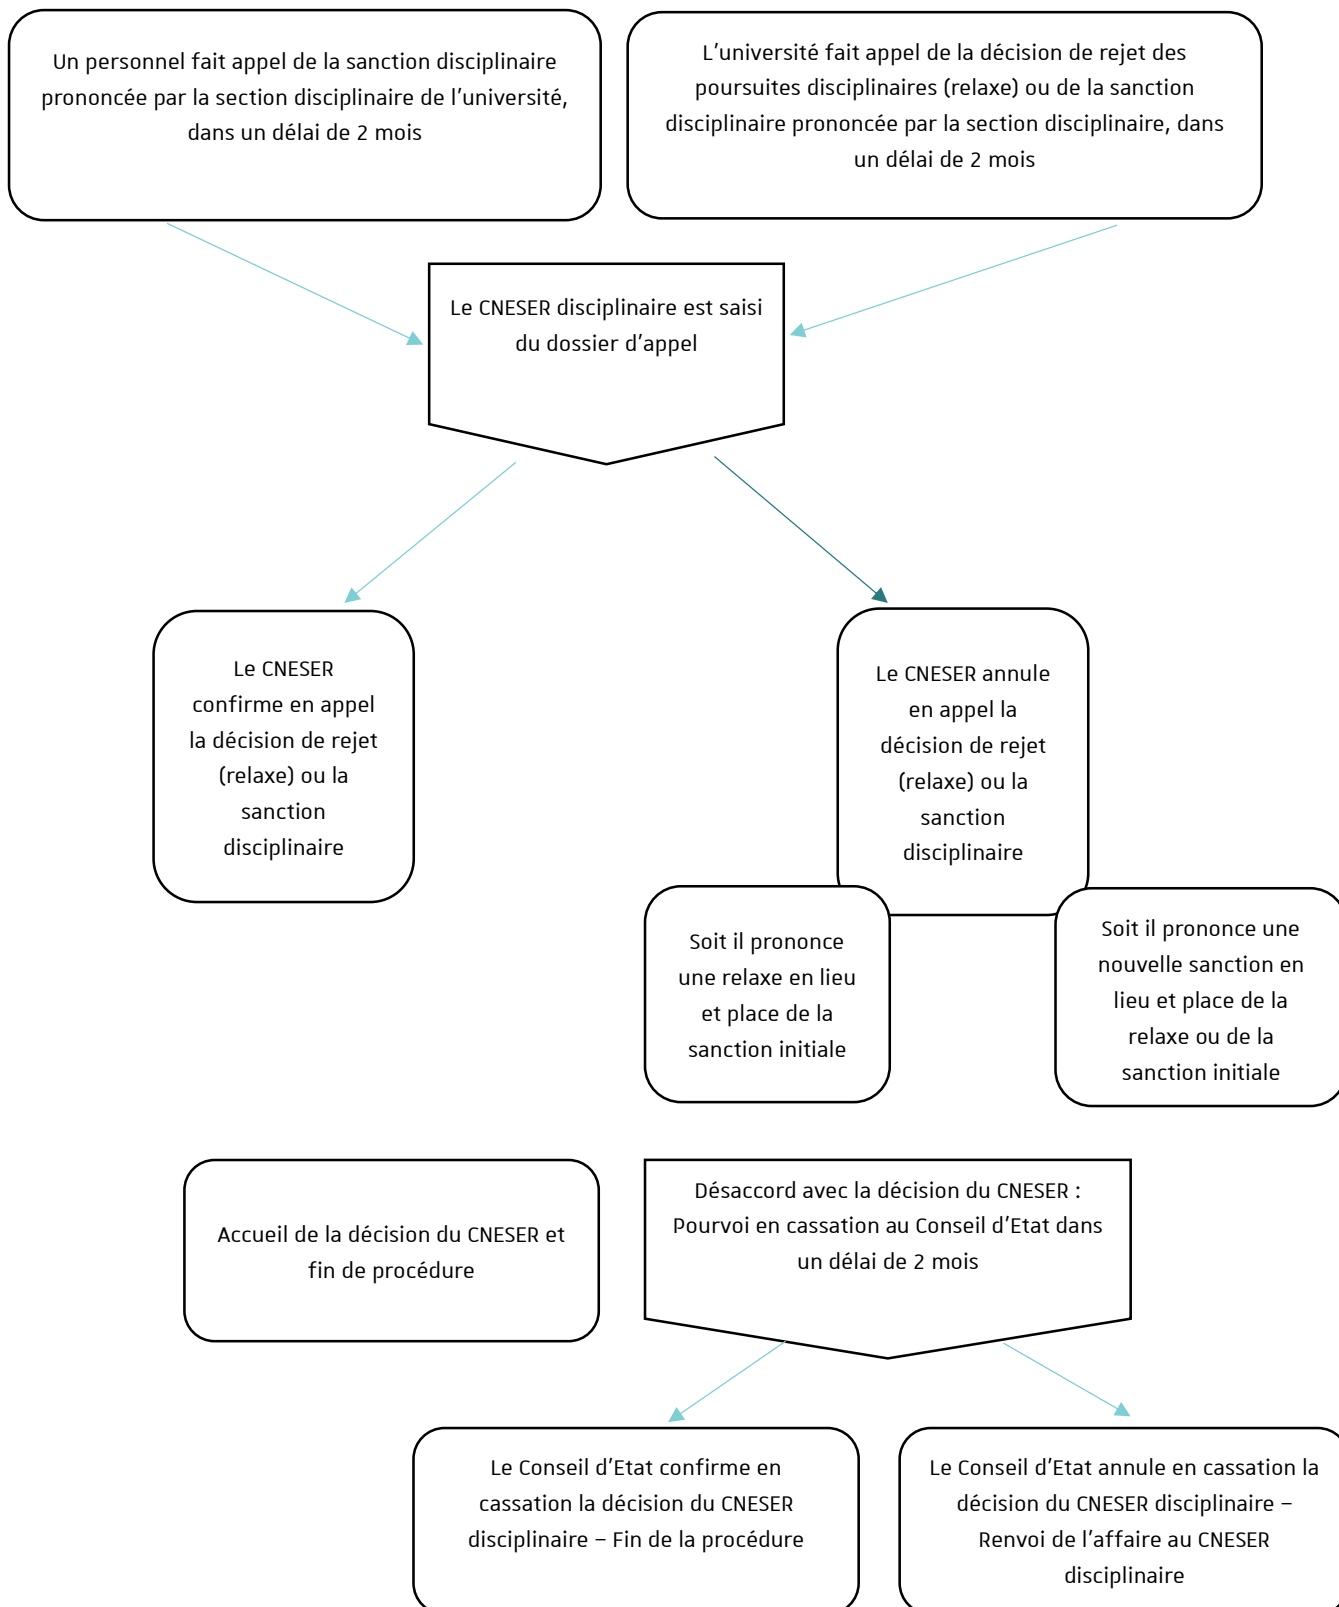 Un personnel fait appel de la sanction disciplinaire
prononcée par la section disciplinaire de l'université,
dans un délai de 2 mois
L'université fait appel de la décision de rejet des
poursuites disciplinaires (relaxe) ou de la sanction
disciplinaire prononcée par la section disciplinaire, dans
un délai de 2 mois
Le CNESER disciplinaire est saisi
du dossier d'appel
Le CNESER
confirme en appel
la décision de rejet
(relaxe) ou la
sanction
disciplinaire
Le CNESER annule
en appel la
décision de rejet
(relaxe) ou la
sanction
disciplinaire
Soit il prononce
une relaxe en lieu
et place de la
sanction initiale
Soit il prononce une
nouvelle sanction en
lieu et place de la
relaxe ou de la
sanction initiale
Accueil de la décision du CNESER et
fin de procédure
Désaccord avec la décision du CNESER :
Pourvoi en cassation au Conseil d'Etat dans
un délai de 2 mois
Le Conseil d'Etat confirme en
cassation la décision du CNESER
disciplinaire – Fin de la procédure
Le Conseil d'Etat annule en cassation la
décision du CNESER disciplinaire –
Renvoi de l'affaire au CNESER
disciplinaire